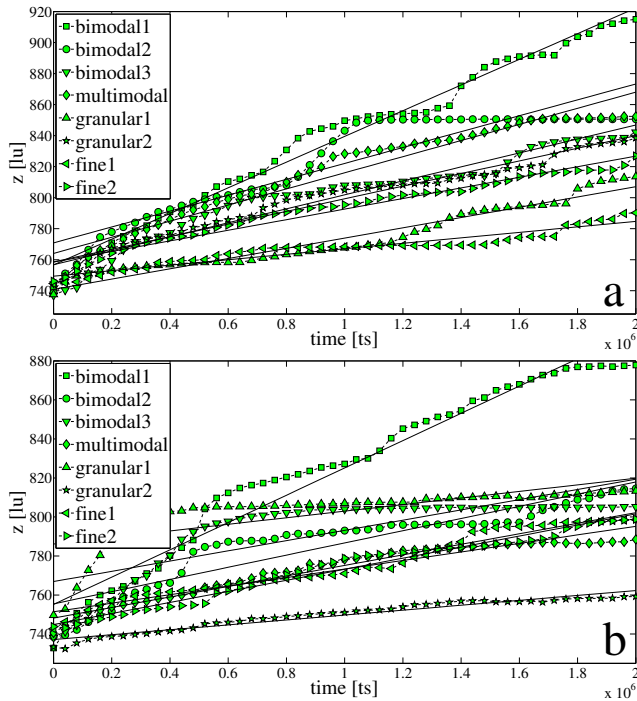 920
900
880
860
840
820
800
780
760
740
z [lu]
bimodal1
bimodal2
bimodal3
multimodal
granular1
granular2
fine1
fine2
a
0 0.2 0.4 0.6 0.8 1 1.2 1.4 1.6 1.8 2
time [ts]
x 10^6
880
860
840
820
800
780
760
740
z [lu]
bimodal1
bimodal2
bimodal3
multimodal
granular1
granular2
fine1
fine2
b
0 0.2 0.4 0.6 0.8 1 1.2 1.4 1.6 1.8 2
time [ts]
x 10^6